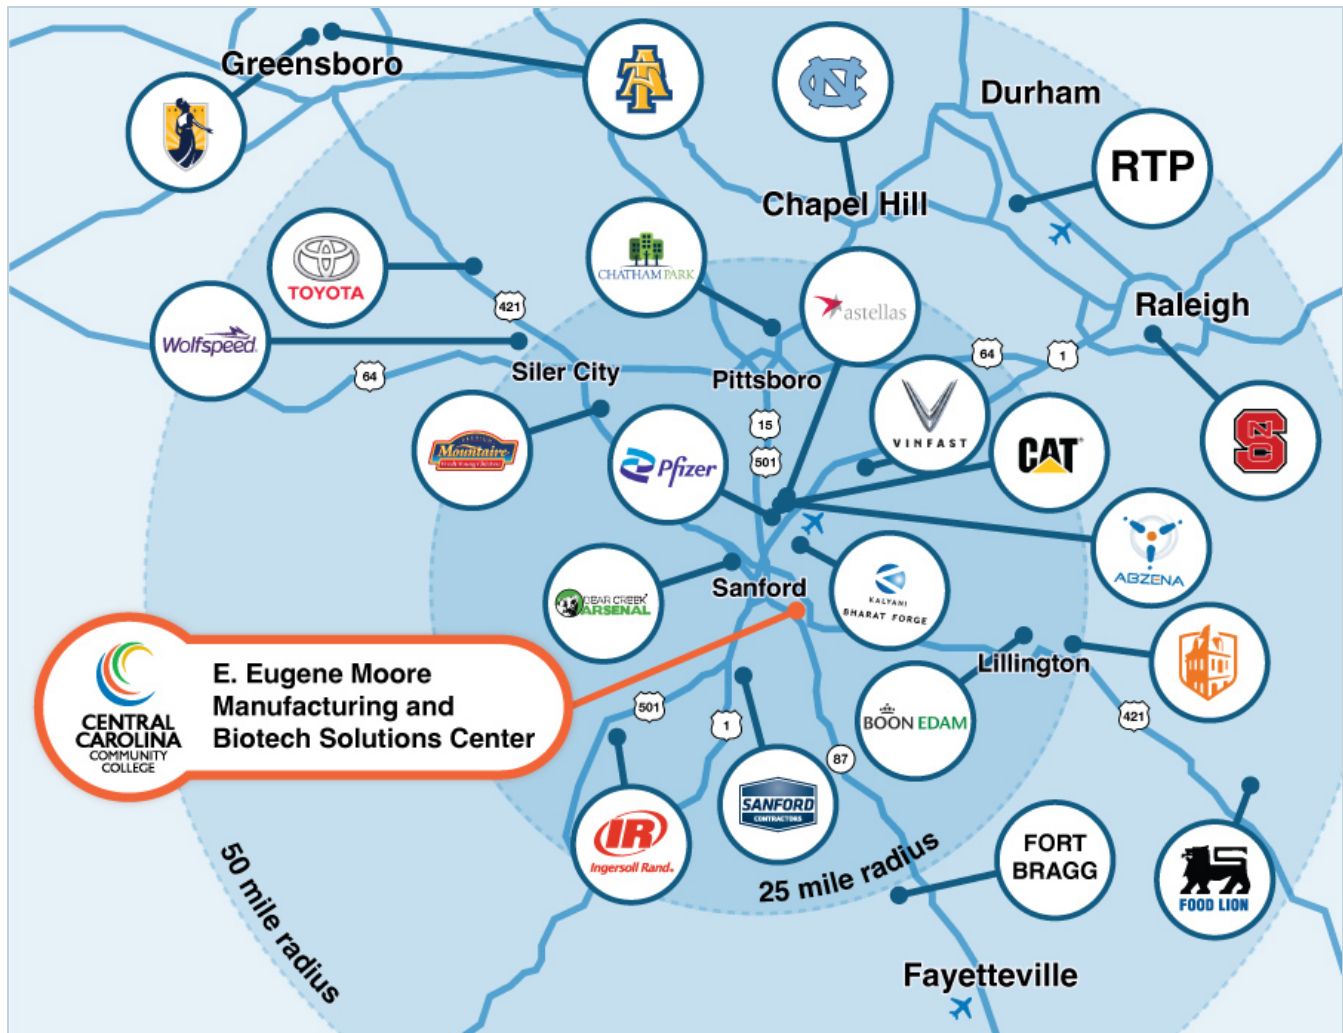 Greensboro
AT
NC
Durham
RTP
Chapel Hill
CHATHAM PARK
TOYOTA
421
astellas
Raleigh
Wolfspeed
64
Siler City
Pittsboro
64
1
VINFAST
Mountaire
15
501
Pfizer
CAT
NCS
ABZENA
BEAR CREEK
ARSENAL
Sanford
KALYANI
BHARAT FORGE
Lillington
CENTRAL
CAROLINA
COMMUNITY
COLLEGE
E. Eugene Moore
Manufacturing and
Biotech Solutions Center
501
1
87
421
BOON EDAM
SANFORD
CONTRACTORS
IR
Ingersoll Rand
50 mile radius
25 mile radius
FORT
BRAGG
FOOD LION
Fayetteville